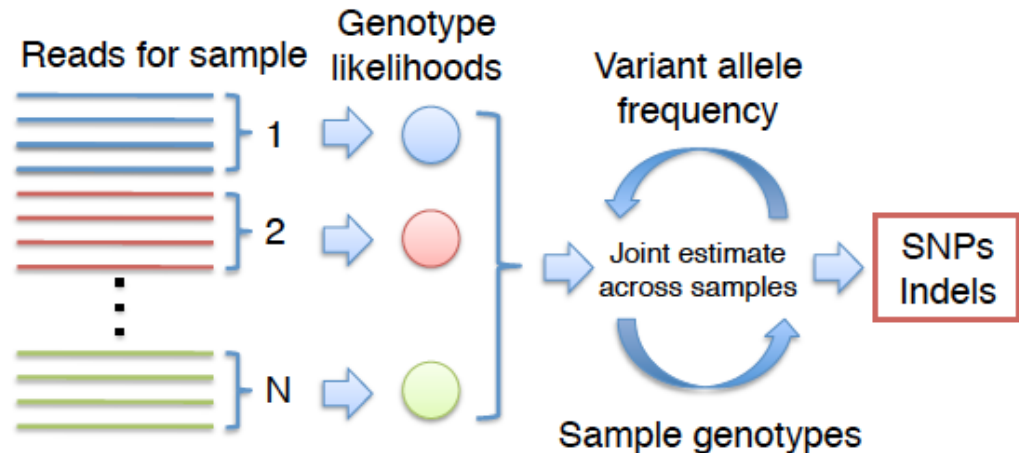 Reads for sample
Genotype
likelihoods
1
2
N
Variant allele
frequency
Joint estimate
across samples
Sample genotypes
SNPs
Indels